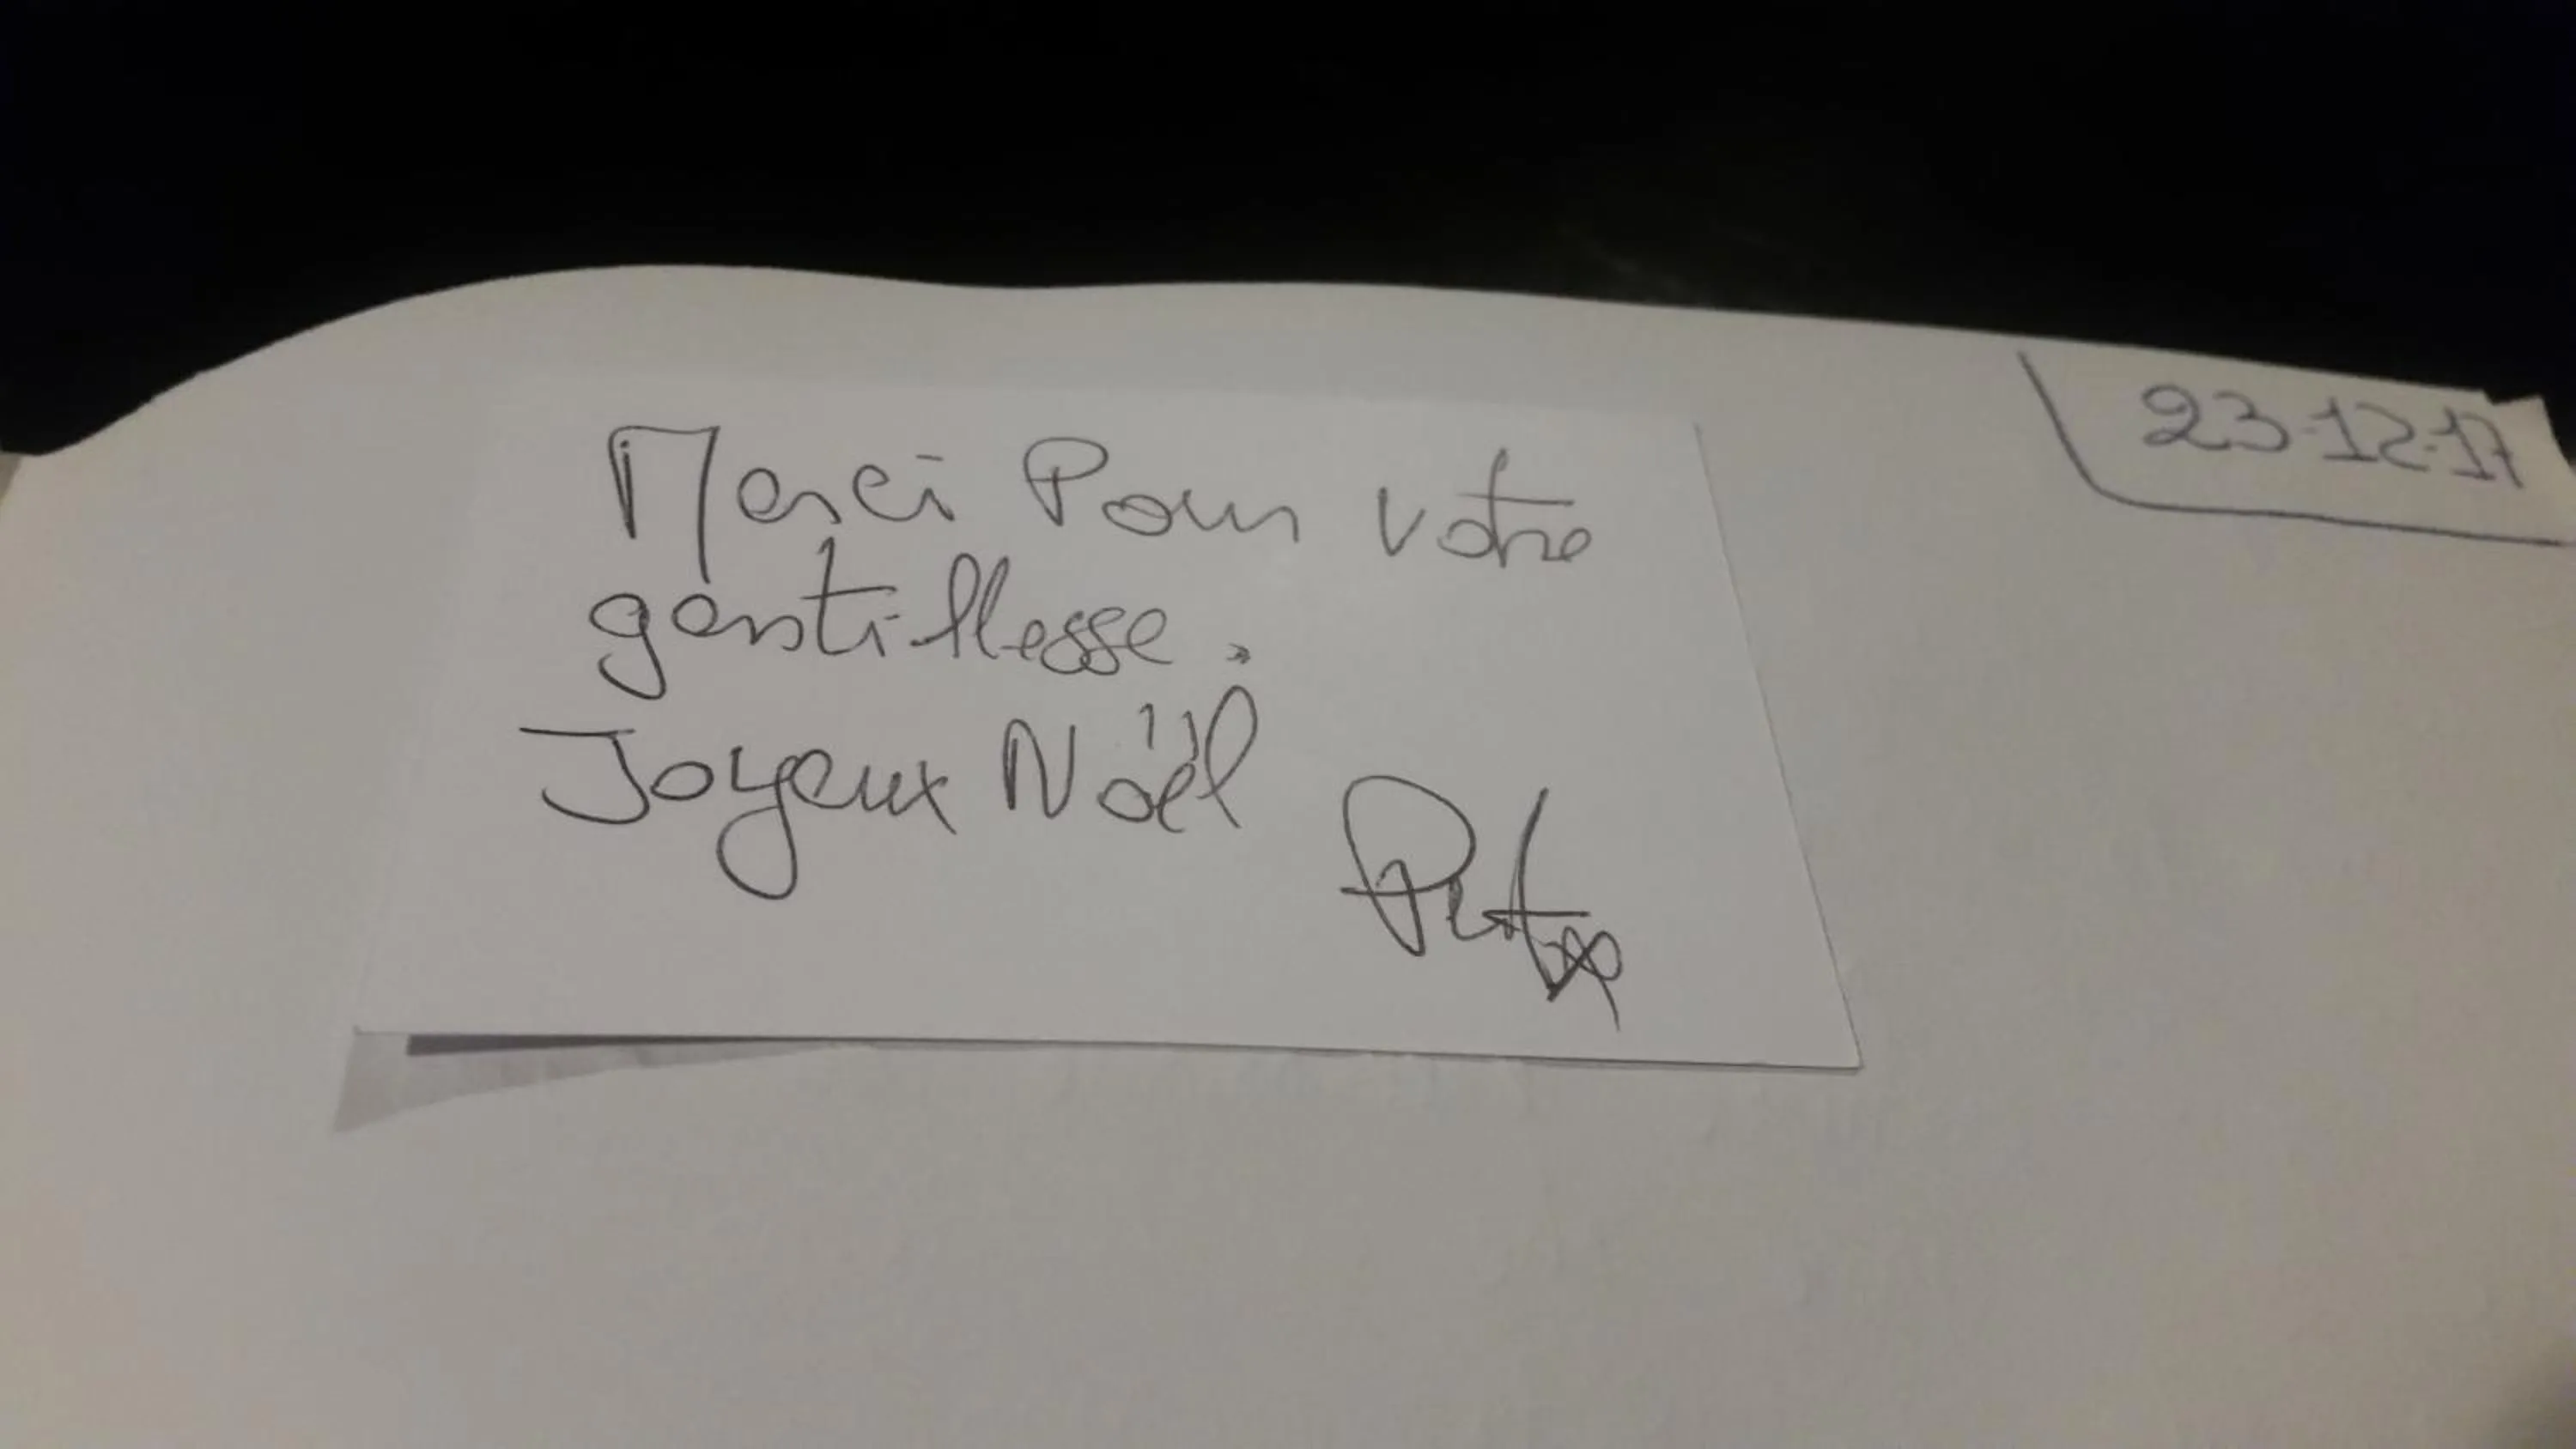 23-12-17
Merci Pour votre
gentillesse.
Joyeux Noël